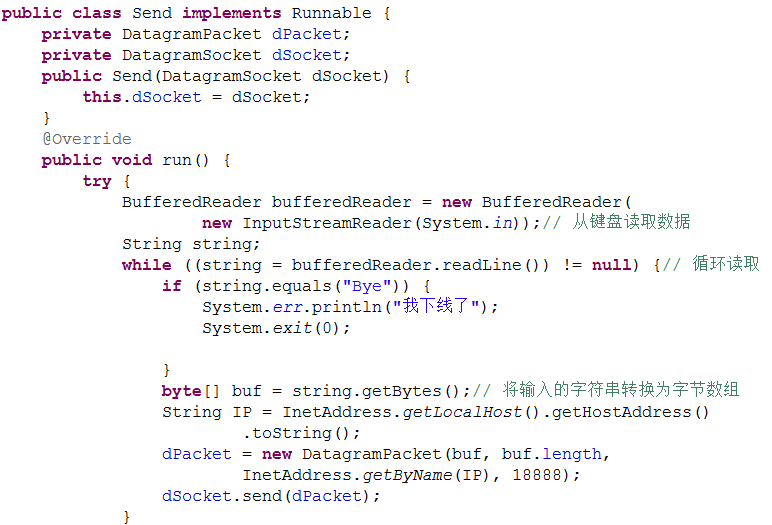 public class Send implements Runnable {
private DatagramPacket dPacket;
private DatagramSocket dSocket;
public Send(DatagramSocket dSocket) {
this.dSocket = dSocket;
}
@Override
public void run() {
try {
BufferedReader bufferedReader = new BufferedReader(
new InputStreamReader(System.in));// 从键盘读取数据
String string;
while ((string = bufferedReader.readLine()) != null) {// 循环读取
if (string.equals("Bye")) {
System.err.println("我下线了");
System.exit(0);
}
byte[] buf = string.getBytes();// 将输入的字符串转换为字节数组
String IP = InetAddress.getLocalHost().getHostAddress()
.toString();
dPacket = new DatagramPacket(buf, buf.length,
InetAddress.getByName(IP), 18888);
dSocket.send(dPacket);
}